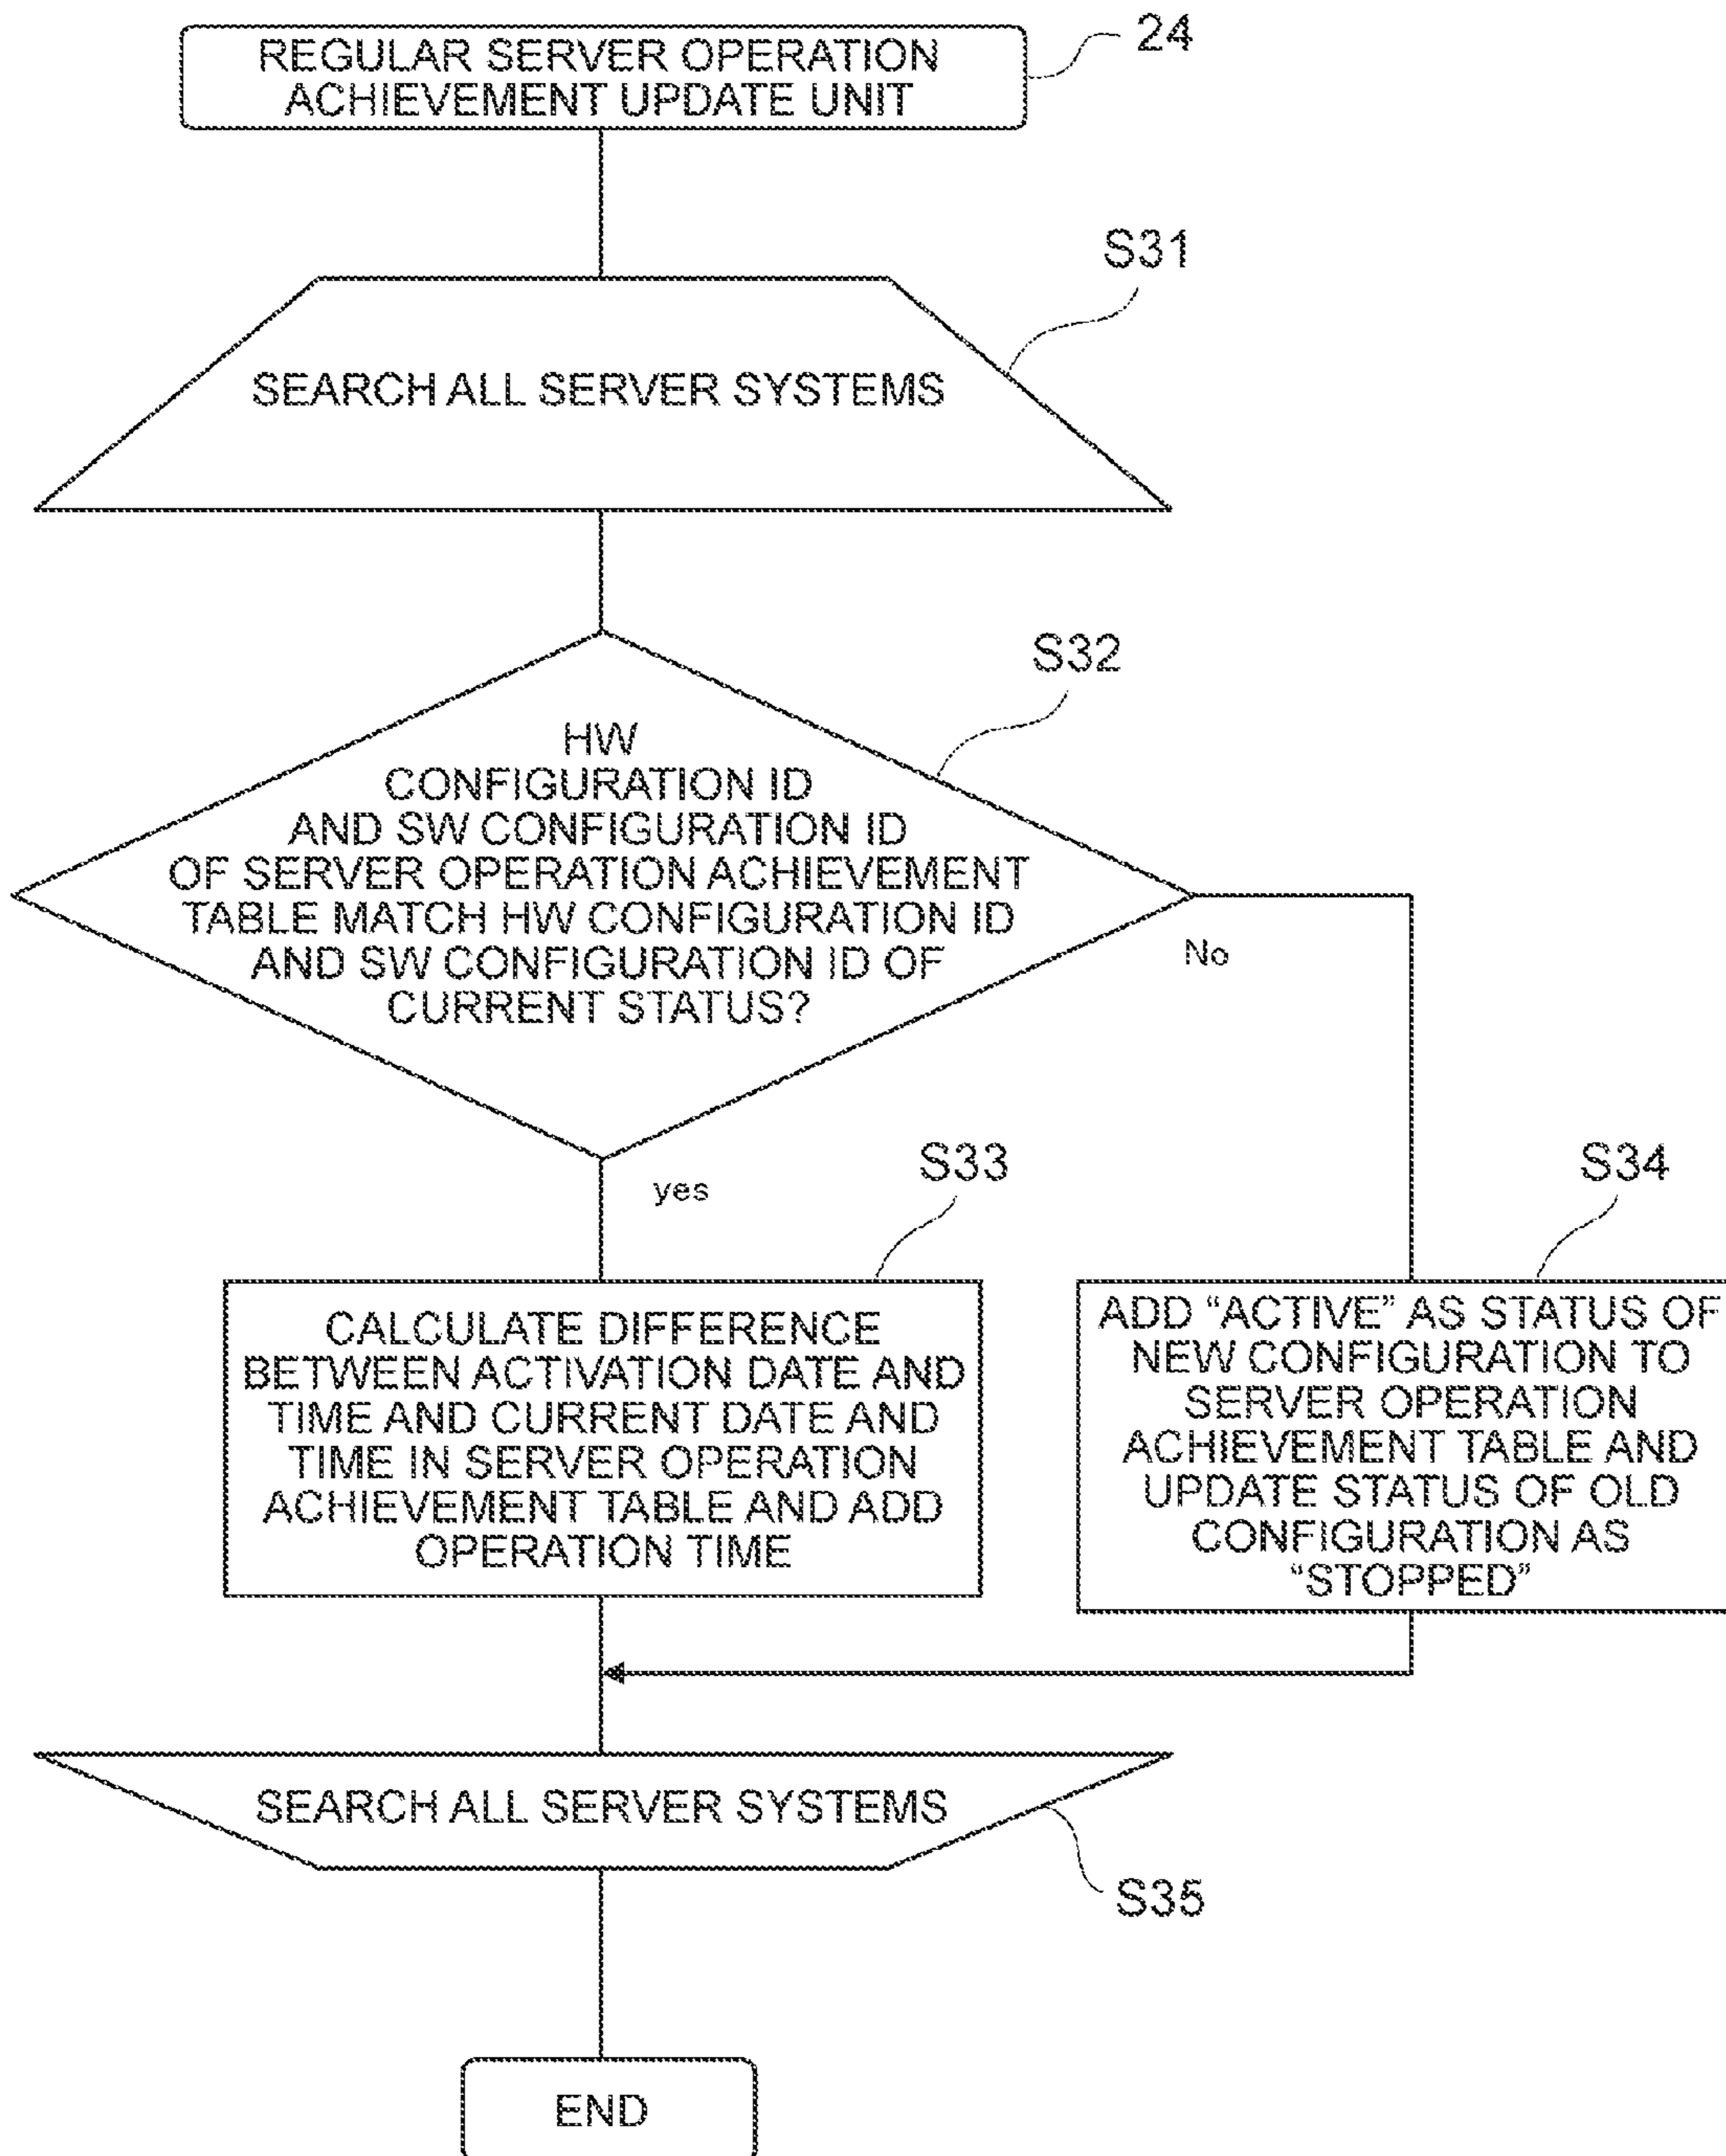 REGULAR SERVER OPERATION
ACHIEVEMENT UPDATE UNIT
24
S31
SEARCH ALL SERVER SYSTEMS
S32
HW
CONFIGURATION ID
AND SW CONFIGURATION ID
OF SERVER OPERATION ACHIEVEMENT
TABLE MATCH HW CONFIGURATION ID
AND SW CONFIGURATION ID OF
CURRENT STATUS?
No
yes
S33
CALCULATE DIFFERENCE
BETWEEN ACTIVATION DATE AND
TIME AND CURRENT DATE AND
TIME IN SERVER OPERATION
ACHIEVEMENT TABLE AND ADD
OPERATION TIME
S34
ADD “ACTIVE” AS STATUS OF
NEW CONFIGURATION TO
SERVER OPERATION
ACHIEVEMENT TABLE AND
UPDATE STATUS OF OLD
CONFIGURATION AS
“STOPPED”
SEARCH ALL SERVER SYSTEMS
S35
END